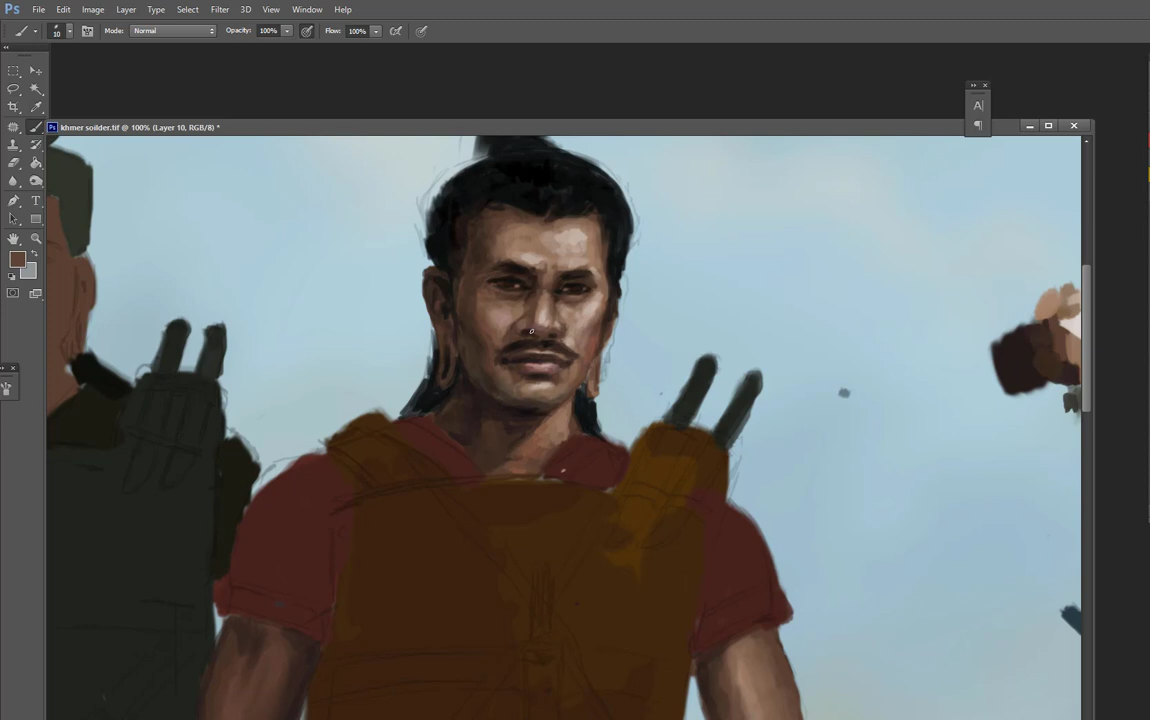 Ps File Edit Image Layer Type Select Filter 3D View Window Help
10 Mode: Normal Opacity: 100% Flow: 100%
A|
Ps khmer soilder.tif @ 100% (Layer 10, RGB/8) *
T